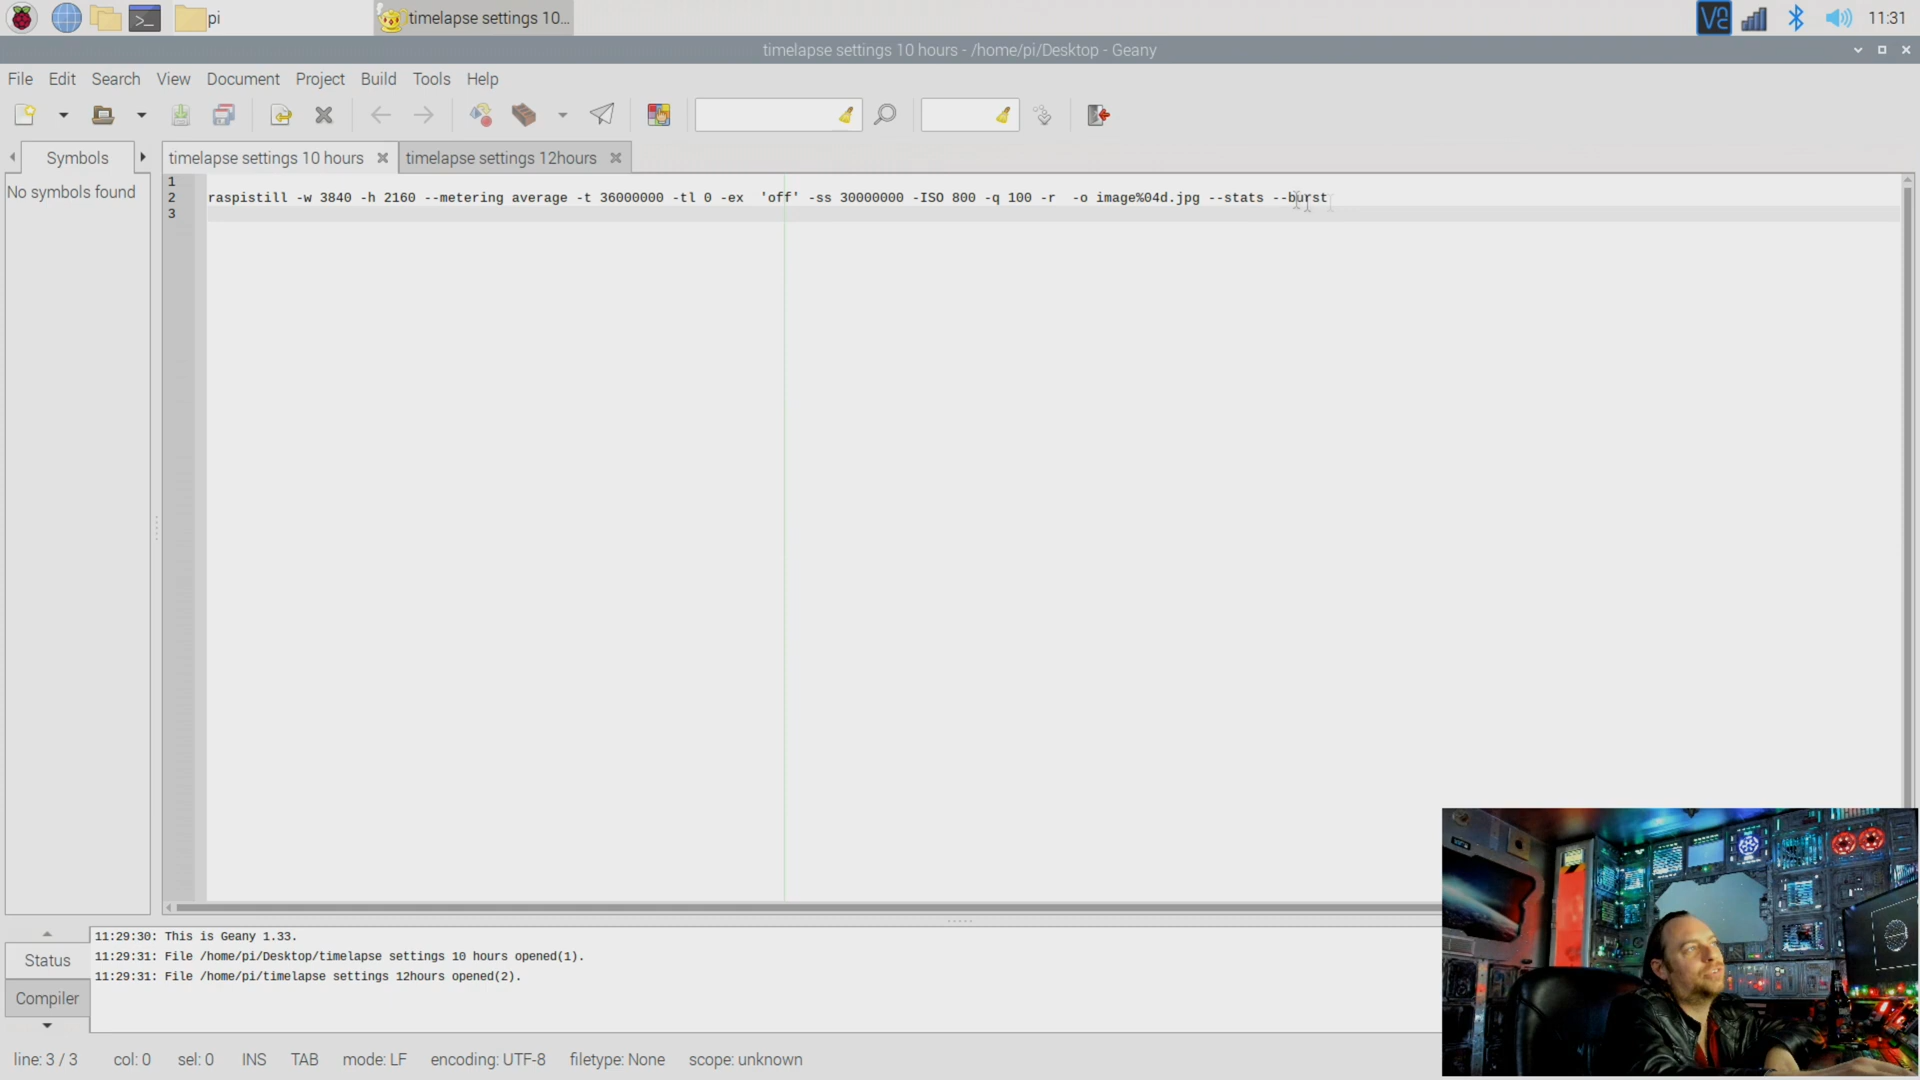 pi
timelapse settings 10...
11:31
timelapse settings 10 hours - /home/pi/Desktop - Geany
File Edit Search View Document Project Build Tools Help
Symbols
timelapse settings 10 hours
timelapse settings 12hours
No symbols found
1
2 raspistill -w 3840 -h 2160 --metering average -t 36000000 -tl 0 -ex  'off' -ss 30000000 -ISO 800 -q 100 -r  -o image%04d.jpg --stats --burst
3
Status
Compiler
11:29:30: This is Geany 1.33.
11:29:31: File /home/pi/Desktop/timelapse settings 10 hours opened(1).
11:29:31: File /home/pi/timelapse settings 12hours opened(2).
line: 3 / 3 col: 0 sel: 0 INS TAB mode: LF encoding: UTF-8 filetype: None scope: unknown